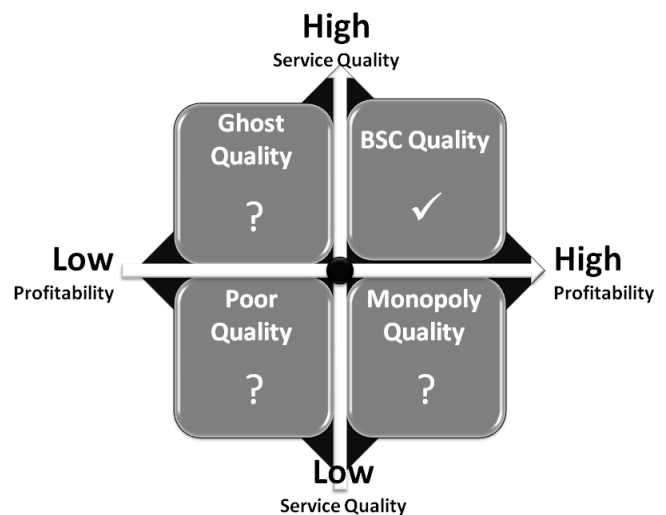 High
Service Quality
Ghost
Quality
?
BSC Quality
✓
Low
Profitability
High
Profitability
Poor
Quality
?
Monopoly
Quality
?
Low
Service Quality